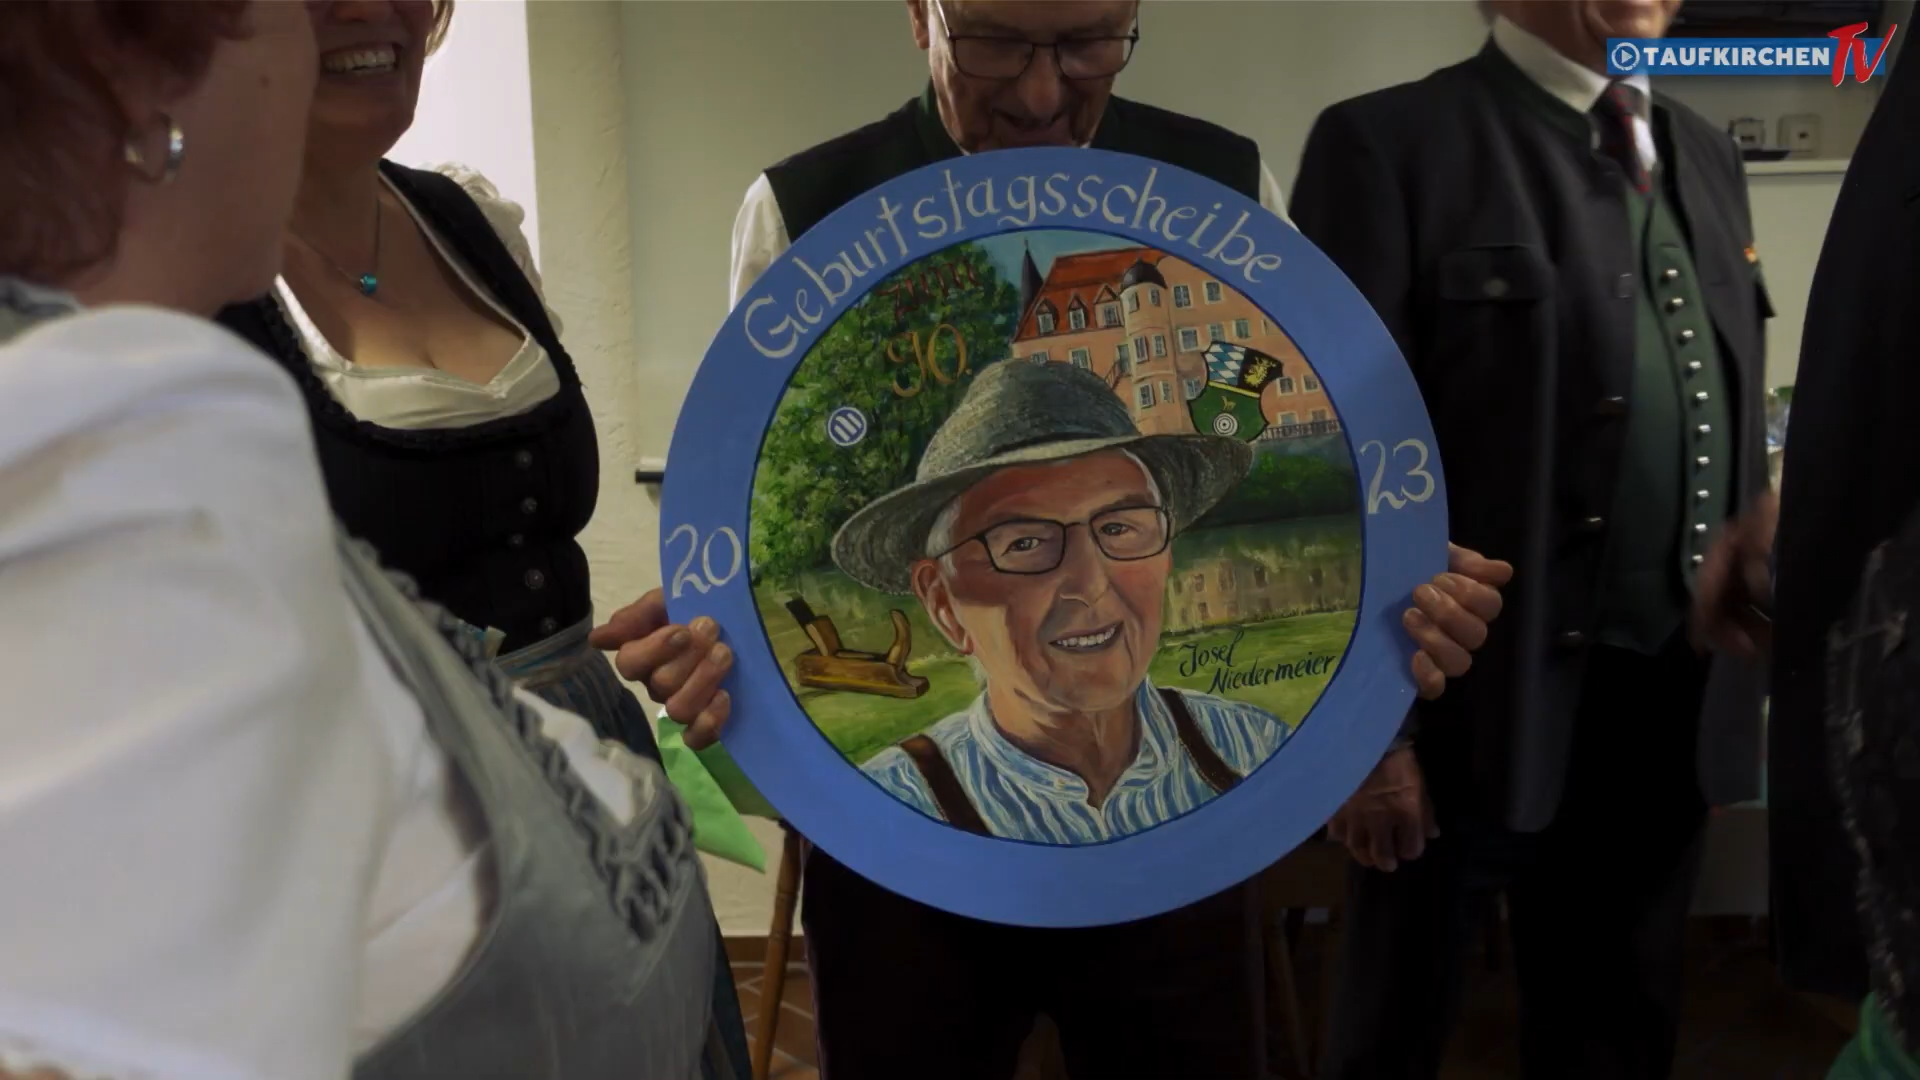 TAUFKIRCHEN TV
Geburtstagsscheibe
zum
90.
20 23
Josef
Niedermeier